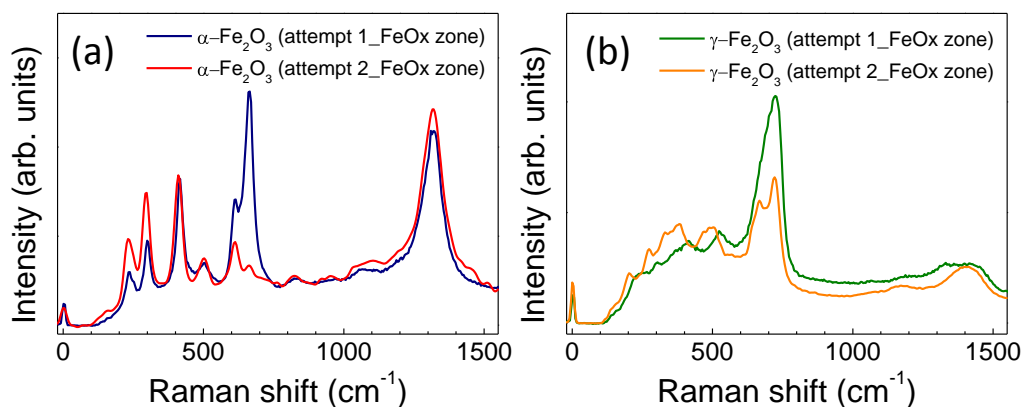 (a)
α−Fe₂O₃ (attempt 1_FeOx zone)
α−Fe₂O₃ (attempt 2_FeOx zone)
Intensity (arb. units)
0 500 1000 1500
Raman shift (cm⁻¹)
(b)
γ−Fe₂O₃ (attempt 1_FeOx zone)
γ−Fe₂O₃ (attempt 2_FeOx zone)
Intensity (arb. units)
0 500 1000 1500
Raman shift (cm⁻¹)